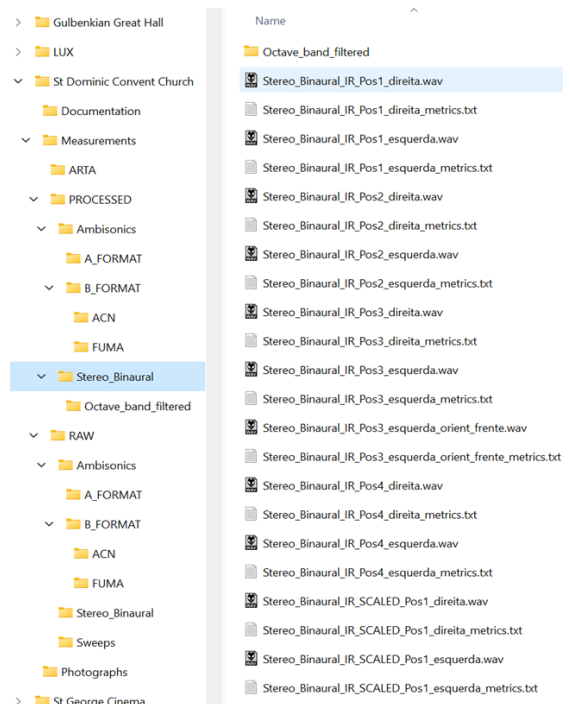 Gulbenkian Great Hall
LUX
St Dominic Convent Church
Documentation
Measurements
ARTA
PROCESSED
Ambisonics
A_FORMAT
B_FORMAT
ACN
FUMA
Stereo_Binaural
Octave_band_filtered
RAW
Ambisonics
A_FORMAT
B_FORMAT
ACN
FUMA
Stereo_Binaural
Sweeps
Photographs
St George Cinema
Name
Octave_band_filtered
Stereo_Binaural_IR_Pos1_direita.wav
Stereo_Binaural_IR_Pos1_direita_metrics.txt
Stereo_Binaural_IR_Pos1_esquerda.wav
Stereo_Binaural_IR_Pos1_esquerda_metrics.txt
Stereo_Binaural_IR_Pos2_direita.wav
Stereo_Binaural_IR_Pos2_direita_metrics.txt
Stereo_Binaural_IR_Pos2_esquerda.wav
Stereo_Binaural_IR_Pos2_esquerda_metrics.txt
Stereo_Binaural_IR_Pos3_direita.wav
Stereo_Binaural_IR_Pos3_direita_metrics.txt
Stereo_Binaural_IR_Pos3_esquerda.wav
Stereo_Binaural_IR_Pos3_esquerda_metrics.txt
Stereo_Binaural_IR_Pos3_esquerda_orient_frente.wav
Stereo_Binaural_IR_Pos3_esquerda_orient_frente_metrics.txt
Stereo_Binaural_IR_Pos4_direita.wav
Stereo_Binaural_IR_Pos4_direita_metrics.txt
Stereo_Binaural_IR_Pos4_esquerda.wav
Stereo_Binaural_IR_Pos4_esquerda_metrics.txt
Stereo_Binaural_IR_SCALED_Pos1_direita.wav
Stereo_Binaural_IR_SCALED_Pos1_direita_metrics.txt
Stereo_Binaural_IR_SCALED_Pos1_esquerda.wav
Stereo_Binaural_IR_SCALED_Pos1_esquerda_metrics.txt